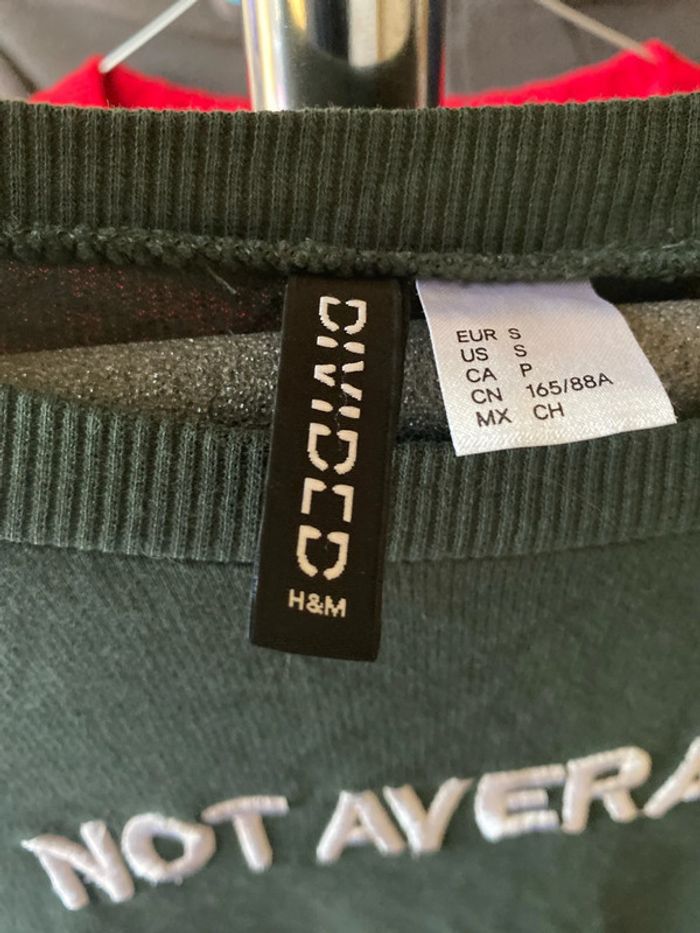 DIVIDED
H&M
EUR S
US S
CA P
CN 165/88A
MX CH
NOT AVERA